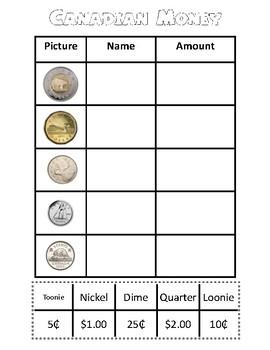 Canadian Money
Picture Name Amount
Toonie Nickel Dime Quarter Loonie
5¢ $1.00 25¢ $2.00 10¢